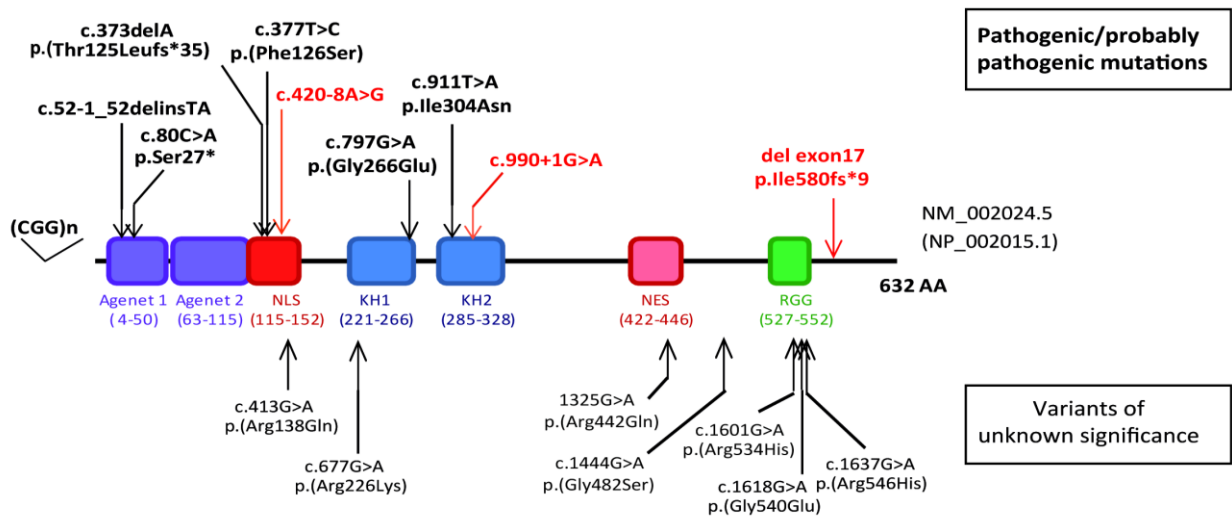 c.373delA
p.(Thr125Leufs*35)
c.377T>C
p.(Phe126Ser)
Pathogenic/probably
pathogenic mutations
c.52-1_52delinsTA
c.80C>A
p.Ser27*
c.420-8A>G
c.797G>A
p.(Gly266Glu)
c.911T>A
p.Ile304Asn
c.990+1G>A
del exon17
p.Ile580fs*9
(CGG)n
NM_002024.5
(NP_002015.1)
632 AA
Agenet 1
( 4-50)
Agenet 2
(63-115)
NLS
(115-152)
KH1
(221-266)
KH2
(285-328)
NES
(422-446)
RGG
(527-552)
c.413G>A
p.(Arg138Gln)
c.677G>A
p.(Arg226Lys)
1325G>A
p.(Arg442Gln)
c.1444G>A
p.(Gly482Ser)
c.1601G>A
p.(Arg534His)
c.1618G>A
p.(Gly540Glu)
c.1637G>A
p.(Arg546His)
Variants of
unknown significance